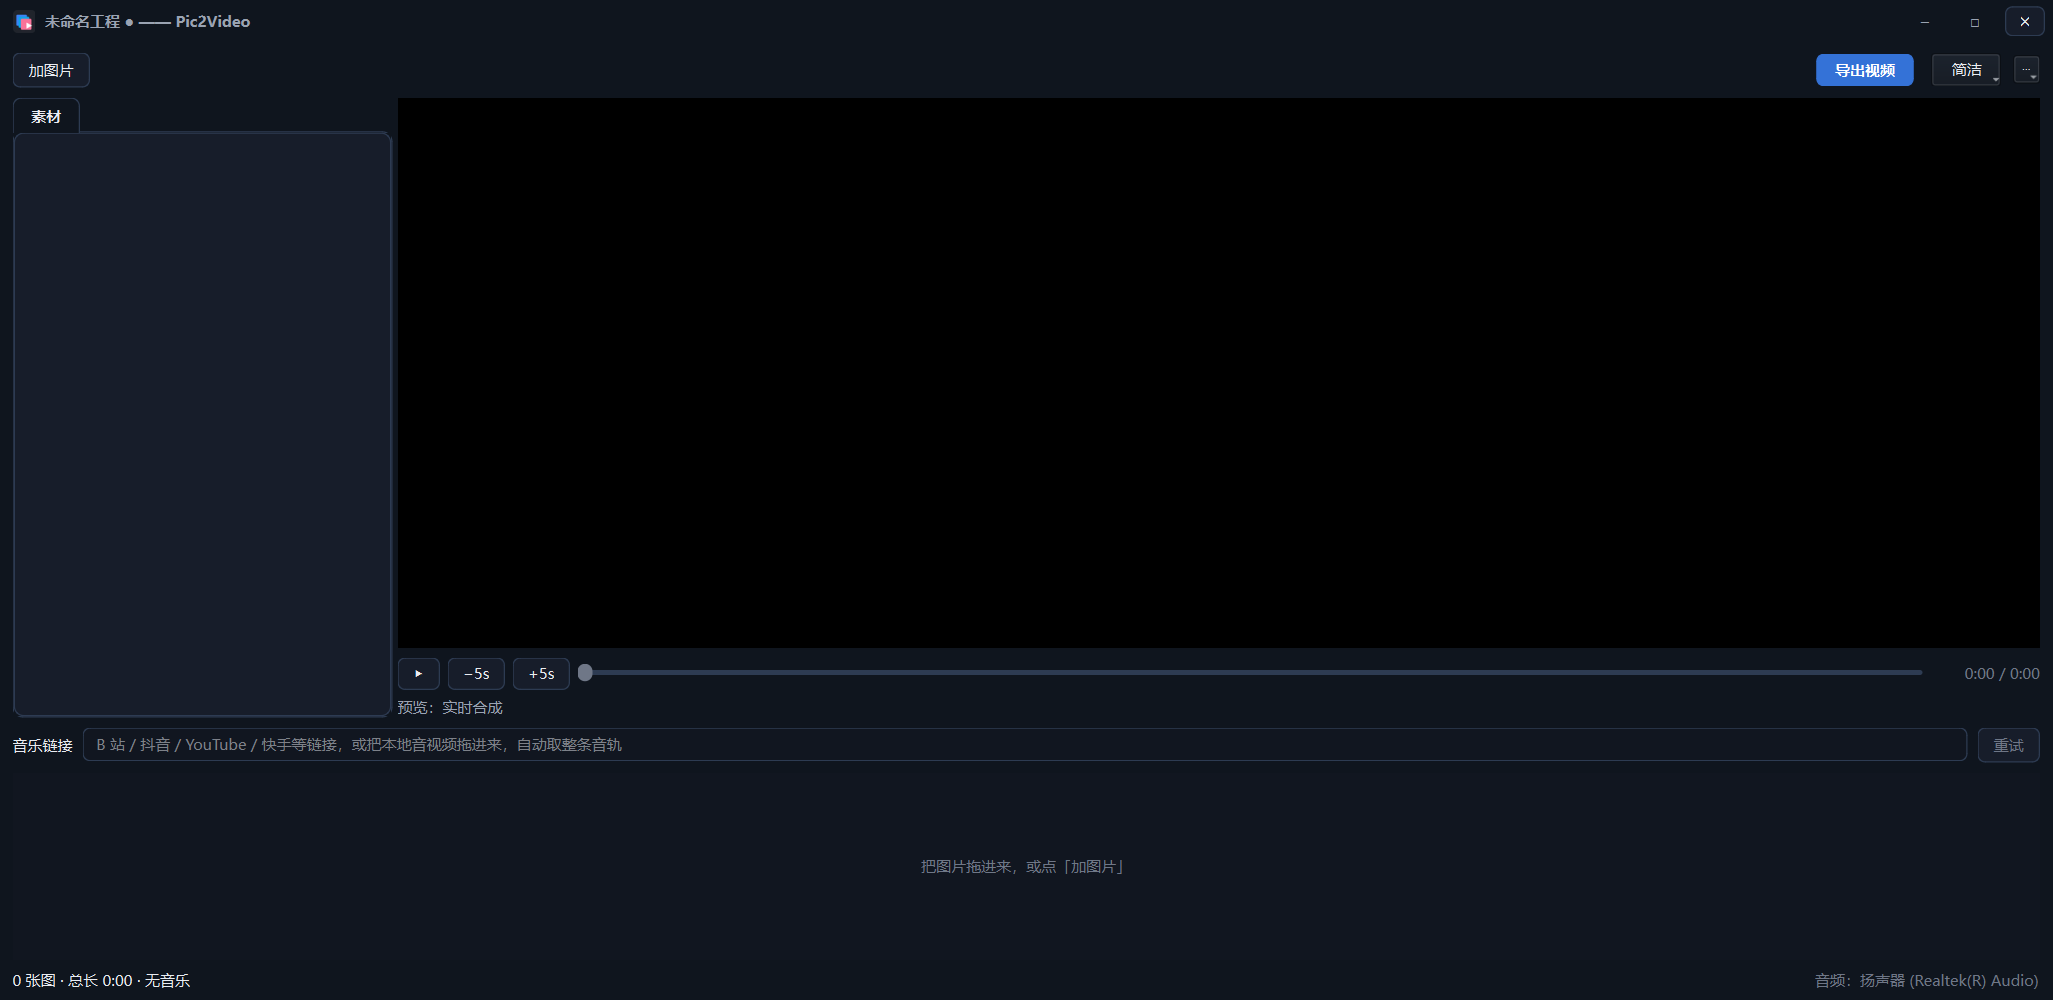 未命名工程 ● —— Pic2Video
加图片
导出视频
简洁
...
素材
−5s
+5s
0:00 / 0:00
预览：实时合成
音乐链接
B 站 / 抖音 / YouTube / 快手等链接，或把本地音视频拖进来，自动取整条音轨
重试
把图片拖进来，或点「加图片」
0 张图 · 总长 0:00 · 无音乐
音频：扬声器 (Realtek(R) Audio)